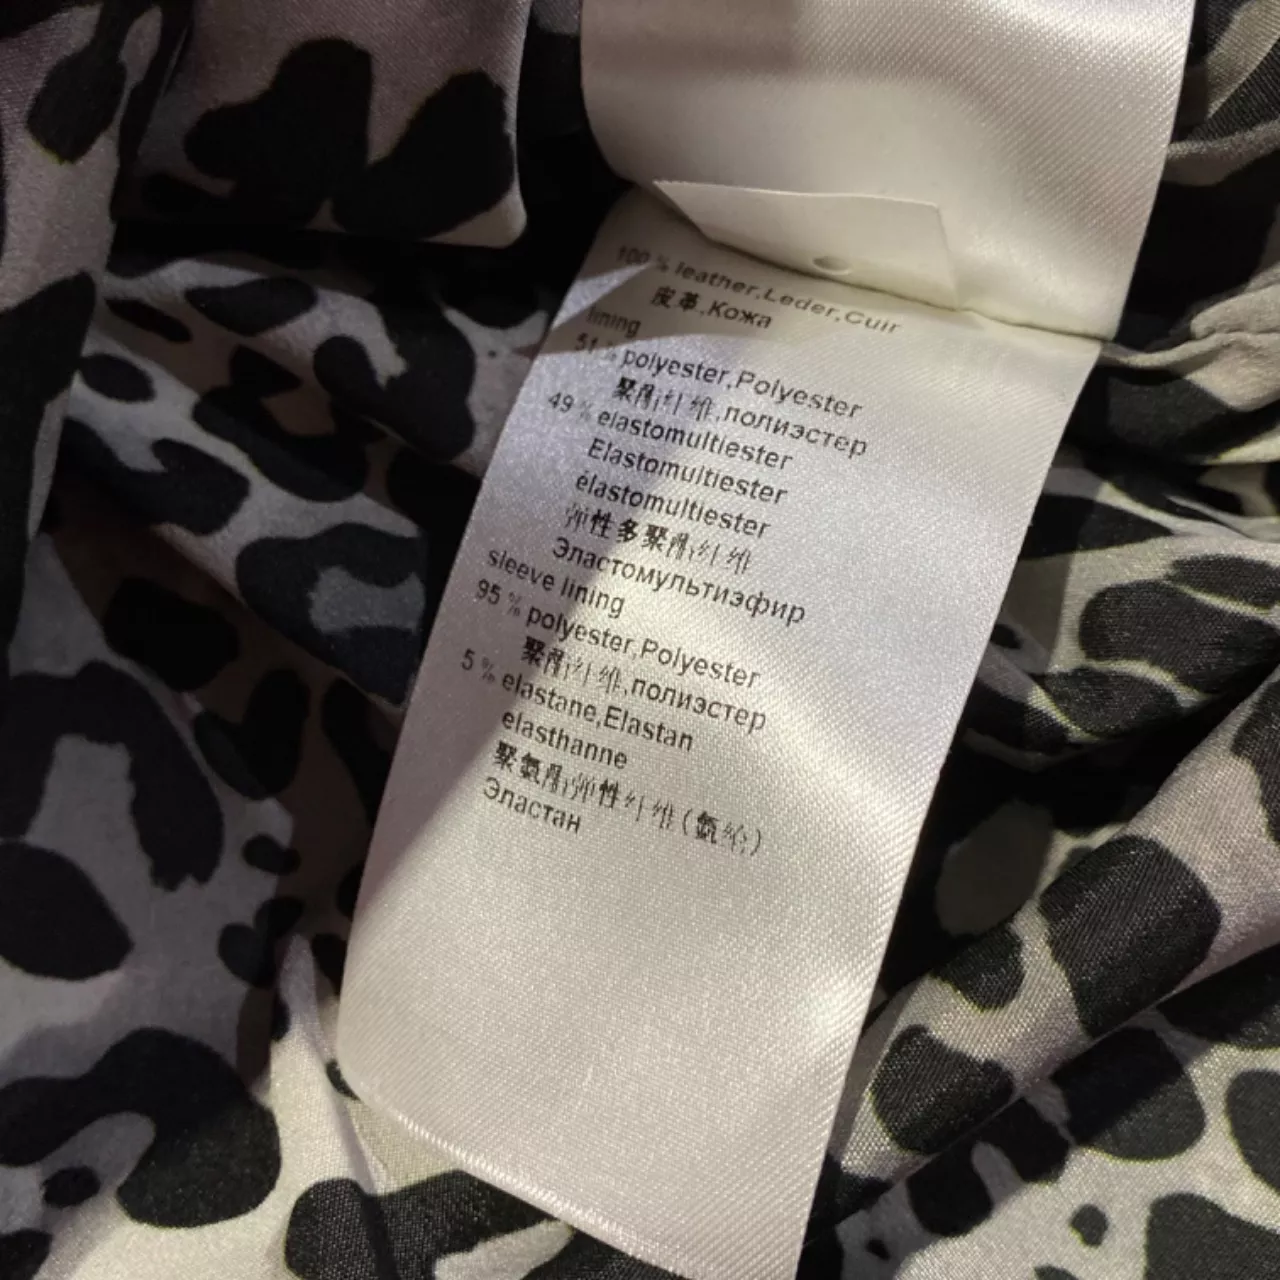 100 % leather,Leder,Cuir
皮革,Кожа
lining
51 % polyester,Polyester
聚酯纤维,полиэстер
49 % elastomultiester
Elastomultiester
élastomultiester
弹性多聚酯纤维
Эластомультиэфир
sleeve lining
95 % polyester,Polyester
聚酯纤维,полиэстер
5 % elastane,Elastan
elasthanne
聚氨酯弹性纤维(氨纶)
Эластан